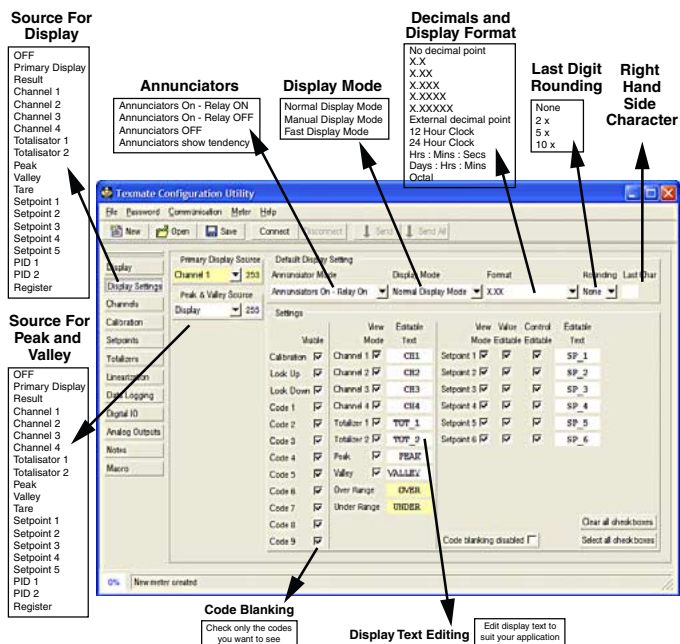 Source For
Display
OFF
Primary Display
Result
Channel 1
Channel 2
Channel 3
Channel 4
Totalisator 1
Totalisator 2
Peak
Valley
Tare
Setpoint 1
Setpoint 2
Setpoint 3
Setpoint 4
Setpoint 5
PID 1
PID 2
Register
Annunciators
Annunciators On - Relay ON
Annunciators On - Relay OFF
Annunciators OFF
Annunciators show tendency
Display Mode
Normal Display Mode
Manual Display Mode
Fast Display Mode
Decimals and
Display Format
No decimal point
X.X
X.XX
X.XXX
X.XXXX
X.XXXXX
External decimal point
12 Hour Clock
24 Hour Clock
Hrs : Mins : Secs
Days : Hrs : Mins
Octal
Last Digit
Rounding
None
2 x
5 x
10 x
Right
Hand
Side
Character
Texmate Configuration Utility
File Password Communication Meter Help
New Open Save Connect Disconnect Send Send All
Display
Display Settings
Channels
Calibration
Setpoints
Totalizers
Linearization
Data Logging
Digital IO
Analog Outputs
Notes
Macro
Primary Display Source
Channel 1 253
Peak & Valley Source
Display 255
Default Display Setting
Annunciator Mode Display Mode Format Rounding Last Char
Annunciators On - Relay On Normal Display Mode X.XX None
Settings
Visible
Calibration
Lock Up
Lock Down
Code 1
Code 2
Code 3
Code 4
Code 5
Code 6
Code 7
Code 8
Code 9
View Editable
Mode Text
Channel 1 CH1
Channel 2 CH2
Channel 3 CH3
Channel 4 CH4
Totalizer 1 TOT_1
Totalizer 2 TOT_2
Peak PEAK
Valley VALLEY
Over Range OVER
Under Range UNDER
View Value Control Editable
Mode Editable Editable Text
Setpoint 1 SP_1
Setpoint 2 SP_2
Setpoint 3 SP_3
Setpoint 4 SP_4
Setpoint 5 SP_5
Setpoint 6 SP_6
Clear all check boxes
Code blanking disabled Select all check boxes
0% New meter created
Source For
Peak and
Valley
OFF
Primary Display
Result
Channel 1
Channel 2
Channel 3
Channel 4
Totalisator 1
Totalisator 2
Peak
Valley
Tare
Setpoint 1
Setpoint 2
Setpoint 3
Setpoint 4
Setpoint 5
PID 1
PID 2
Register
Code Blanking
Check only the codes
you want to see
Display Text Editing
Edit display text to
suit your application